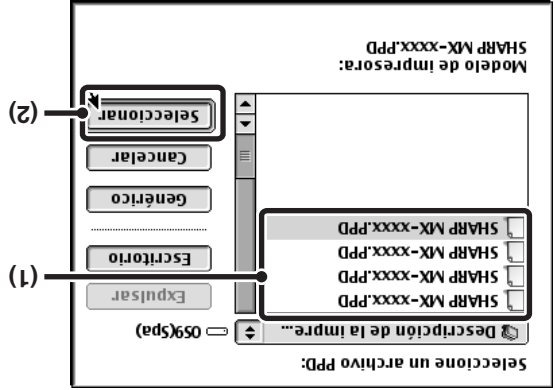 Seleccione un archivo PPD:
Descripción de la impre...
OS9(Spa)
SHARP MX-xxxx.PPD
SHARP MX-xxxx.PPD
SHARP MX-xxxx.PPD
SHARP MX-xxxx.PPD
Expulsar
Escritorio
Genérico
Cancelar
Seleccionar
(1)
(2)
Modelo de impresora:
SHARP MX-xxxx.PPD